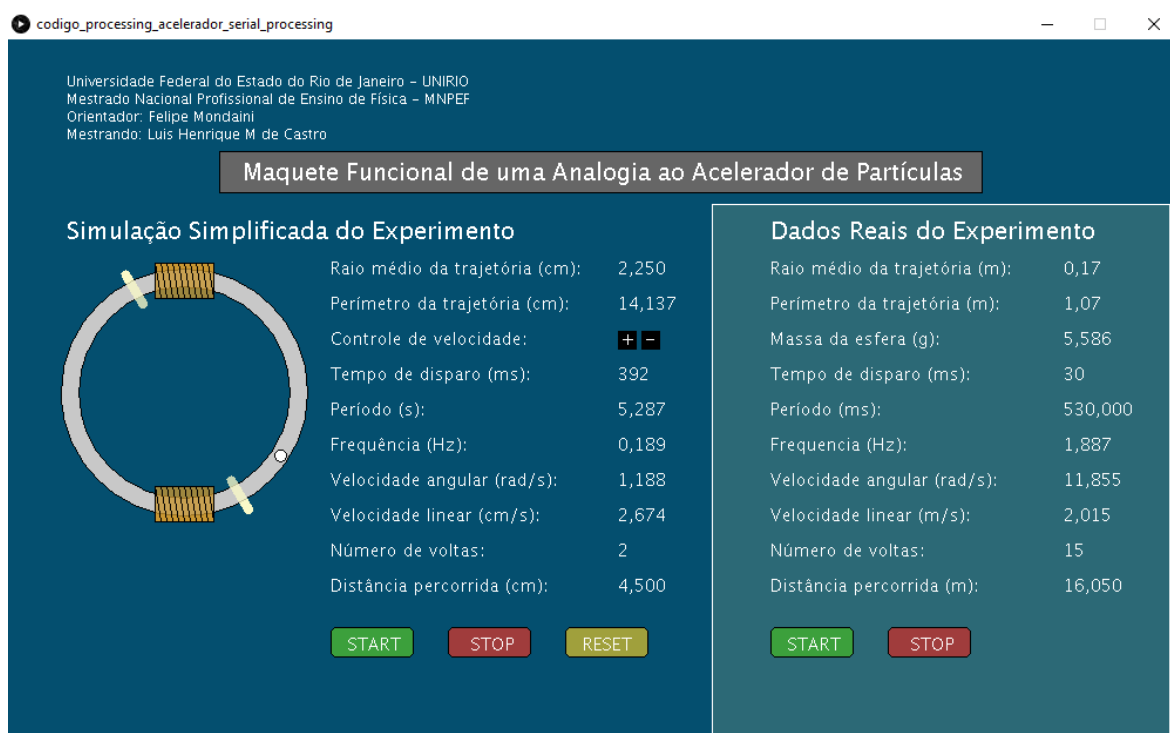 codigo_processing_acelerador_serial_processing
Universidade Federal do Estado do Rio de Janeiro – UNIRIO
Mestrado Nacional Profissional de Ensino de Física – MNPEF
Orientador: Felipe Mondaini
Mestrando: Luis Henrique M de Castro
Maquete Funcional de uma Analogia ao Acelerador de Partículas
Simulação Simplificada do Experimento
Raio médio da trajetória (cm): 2,250
Perímetro da trajetória (cm): 14,137
Controle de velocidade: + −
Tempo de disparo (ms): 392
Período (s): 5,287
Frequência (Hz): 0,189
Velocidade angular (rad/s): 1,188
Velocidade linear (cm/s): 2,674
Número de voltas: 2
Distância percorrida (cm): 4,500
START STOP RESET
Dados Reais do Experimento
Raio médio da trajetória (m): 0,17
Perímetro da trajetória (m): 1,07
Massa da esfera (g): 5,586
Tempo de disparo (ms): 30
Período (ms): 530,000
Frequencia (Hz): 1,887
Velocidade angular (rad/s): 11,855
Velocidade linear (m/s): 2,015
Número de voltas: 15
Distância percorrida (m): 16,050
START STOP